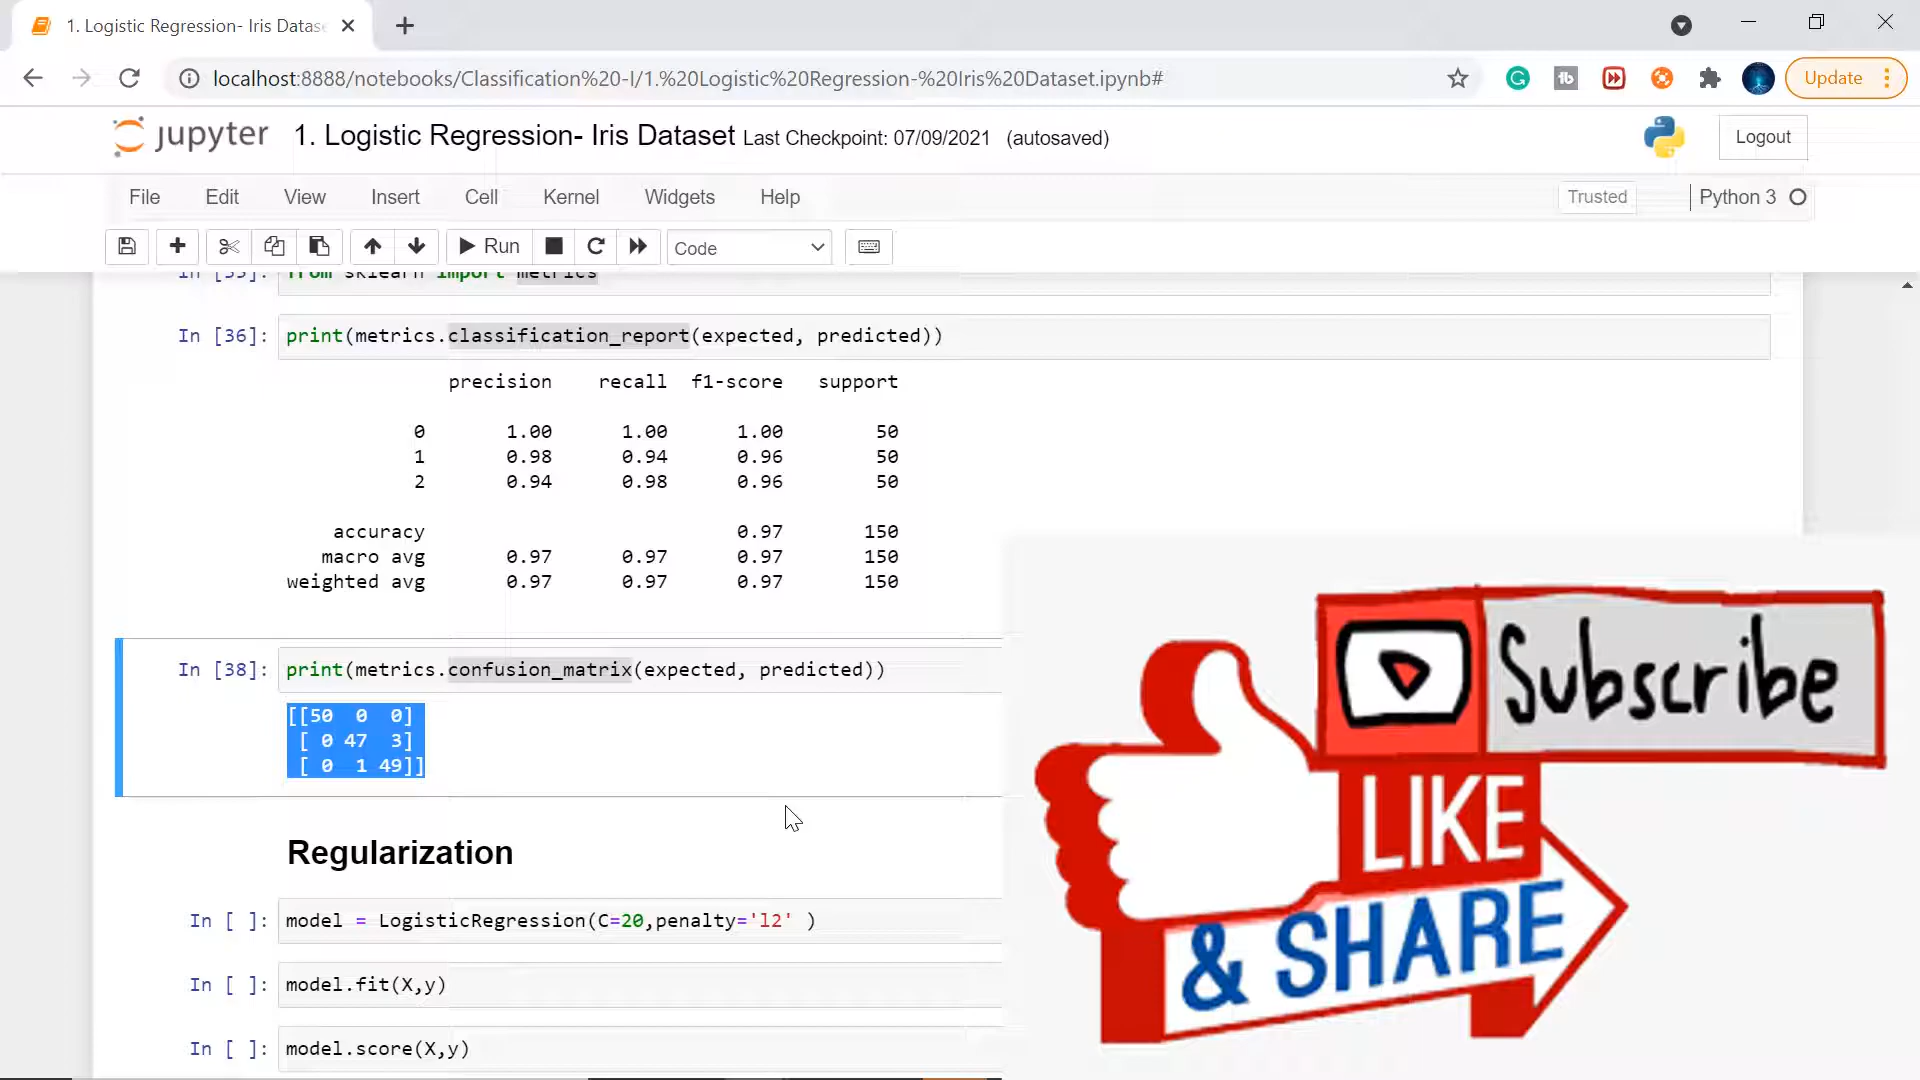 1. Logistic Regression- Iris Datase
localhost:8888/notebooks/Classification%20-I/1.%20Logistic%20Regression-%20Iris%20Dataset.ipynb#
Update
jupyter 1. Logistic Regression- Iris Dataset Last Checkpoint: 07/09/2021 (autosaved)
Logout
File Edit View Insert Cell Kernel Widgets Help
Trusted Python 3
Run Code
In [35]: from sklearn import metrics
In [36]: print(metrics.classification_report(expected, predicted))
precision recall f1-score support
0 1.00 1.00 1.00 50
1 0.98 0.94 0.96 50
2 0.94 0.98 0.96 50
accuracy 0.97 150
macro avg 0.97 0.97 0.97 150
weighted avg 0.97 0.97 0.97 150
In [38]: print(metrics.confusion_matrix(expected, predicted))
[[50 0 0]
[ 0 47 3]
[ 0 1 49]]
Regularization
In [ ]: model = LogisticRegression(C=20,penalty='l2' )
In [ ]: model.fit(X,y)
In [ ]: model.score(X,y)
Subscribe
LIKE
& SHARE